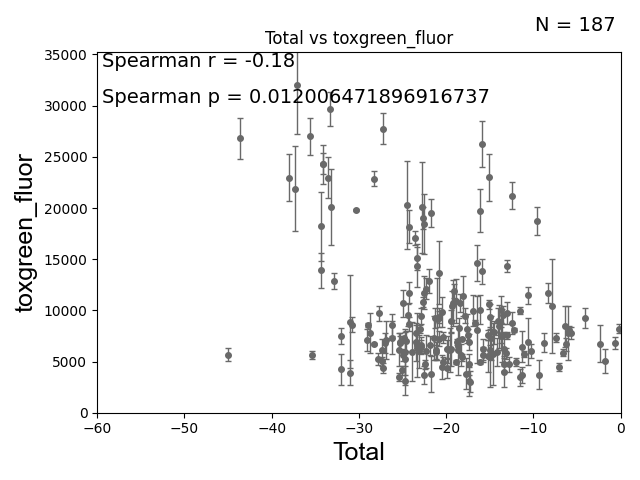 N = 187
Total vs toxgreen_fluor
Spearman r = -0.18
Spearman p = 0.012006471896916737
35000
30000
25000
20000
15000
10000
5000
0
toxgreen_fluor
−60 −50 −40 −30 −20 −10 0
Total